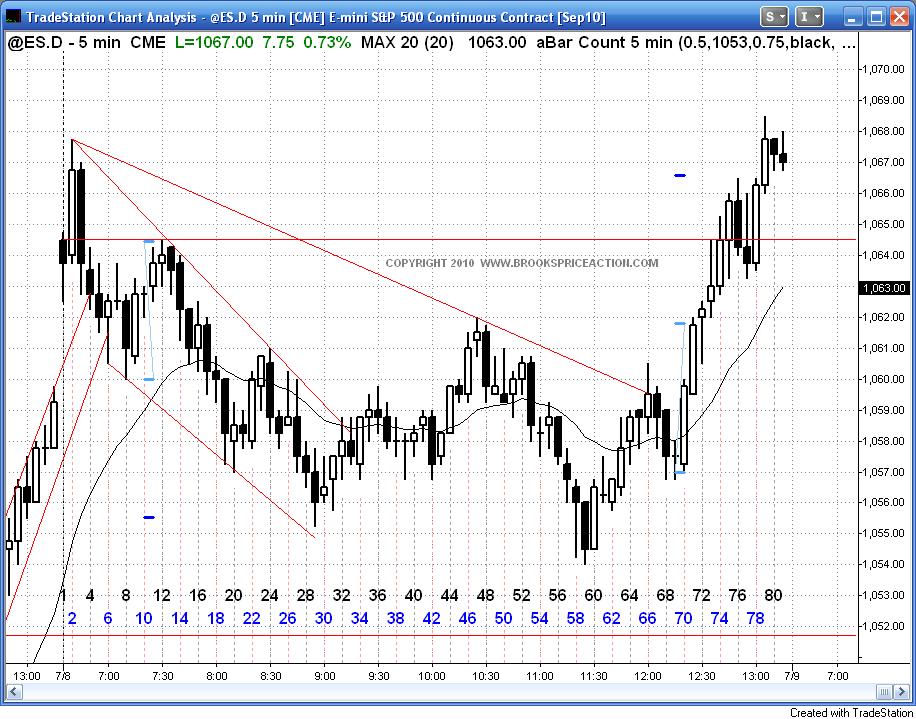 TradeStation Chart Analysis - @ES.D 5 min [CME] E-mini S&P 500 Continuous Contract [Sep10]
S I
@ES.D - 5 min CME L=1067.00 7.75 0.73% MAX 20 (20) 1063.00 aBar Count 5 min (0.5,1053,0.75,black, ...
1,070.00
1,069.00
1,068.00
1,067.00
1,066.00
1,065.00
1,064.00
COPYRIGHT 2010 WWW.BROOKSPRICEACTION.COM
1,063.00
1,062.00
1,061.00
1,060.00
1,059.00
1,058.00
1,057.00
1,056.00
1,055.00
1,054.00
1,053.00
1 4 8 12 16 20 24 28 32 36 40 44 48 52 56 60 64 68 72 76 80
2 6 10 14 18 22 26 30 34 38 42 46 50 54 58 62 66 70 74 78
1,052.00
13:00 7/8 7:00 7:30 8:00 8:30 9:00 9:30 10:00 10:30 11:00 11:30 12:00 12:30 13:00 7/9 7:00
Created with TradeStation